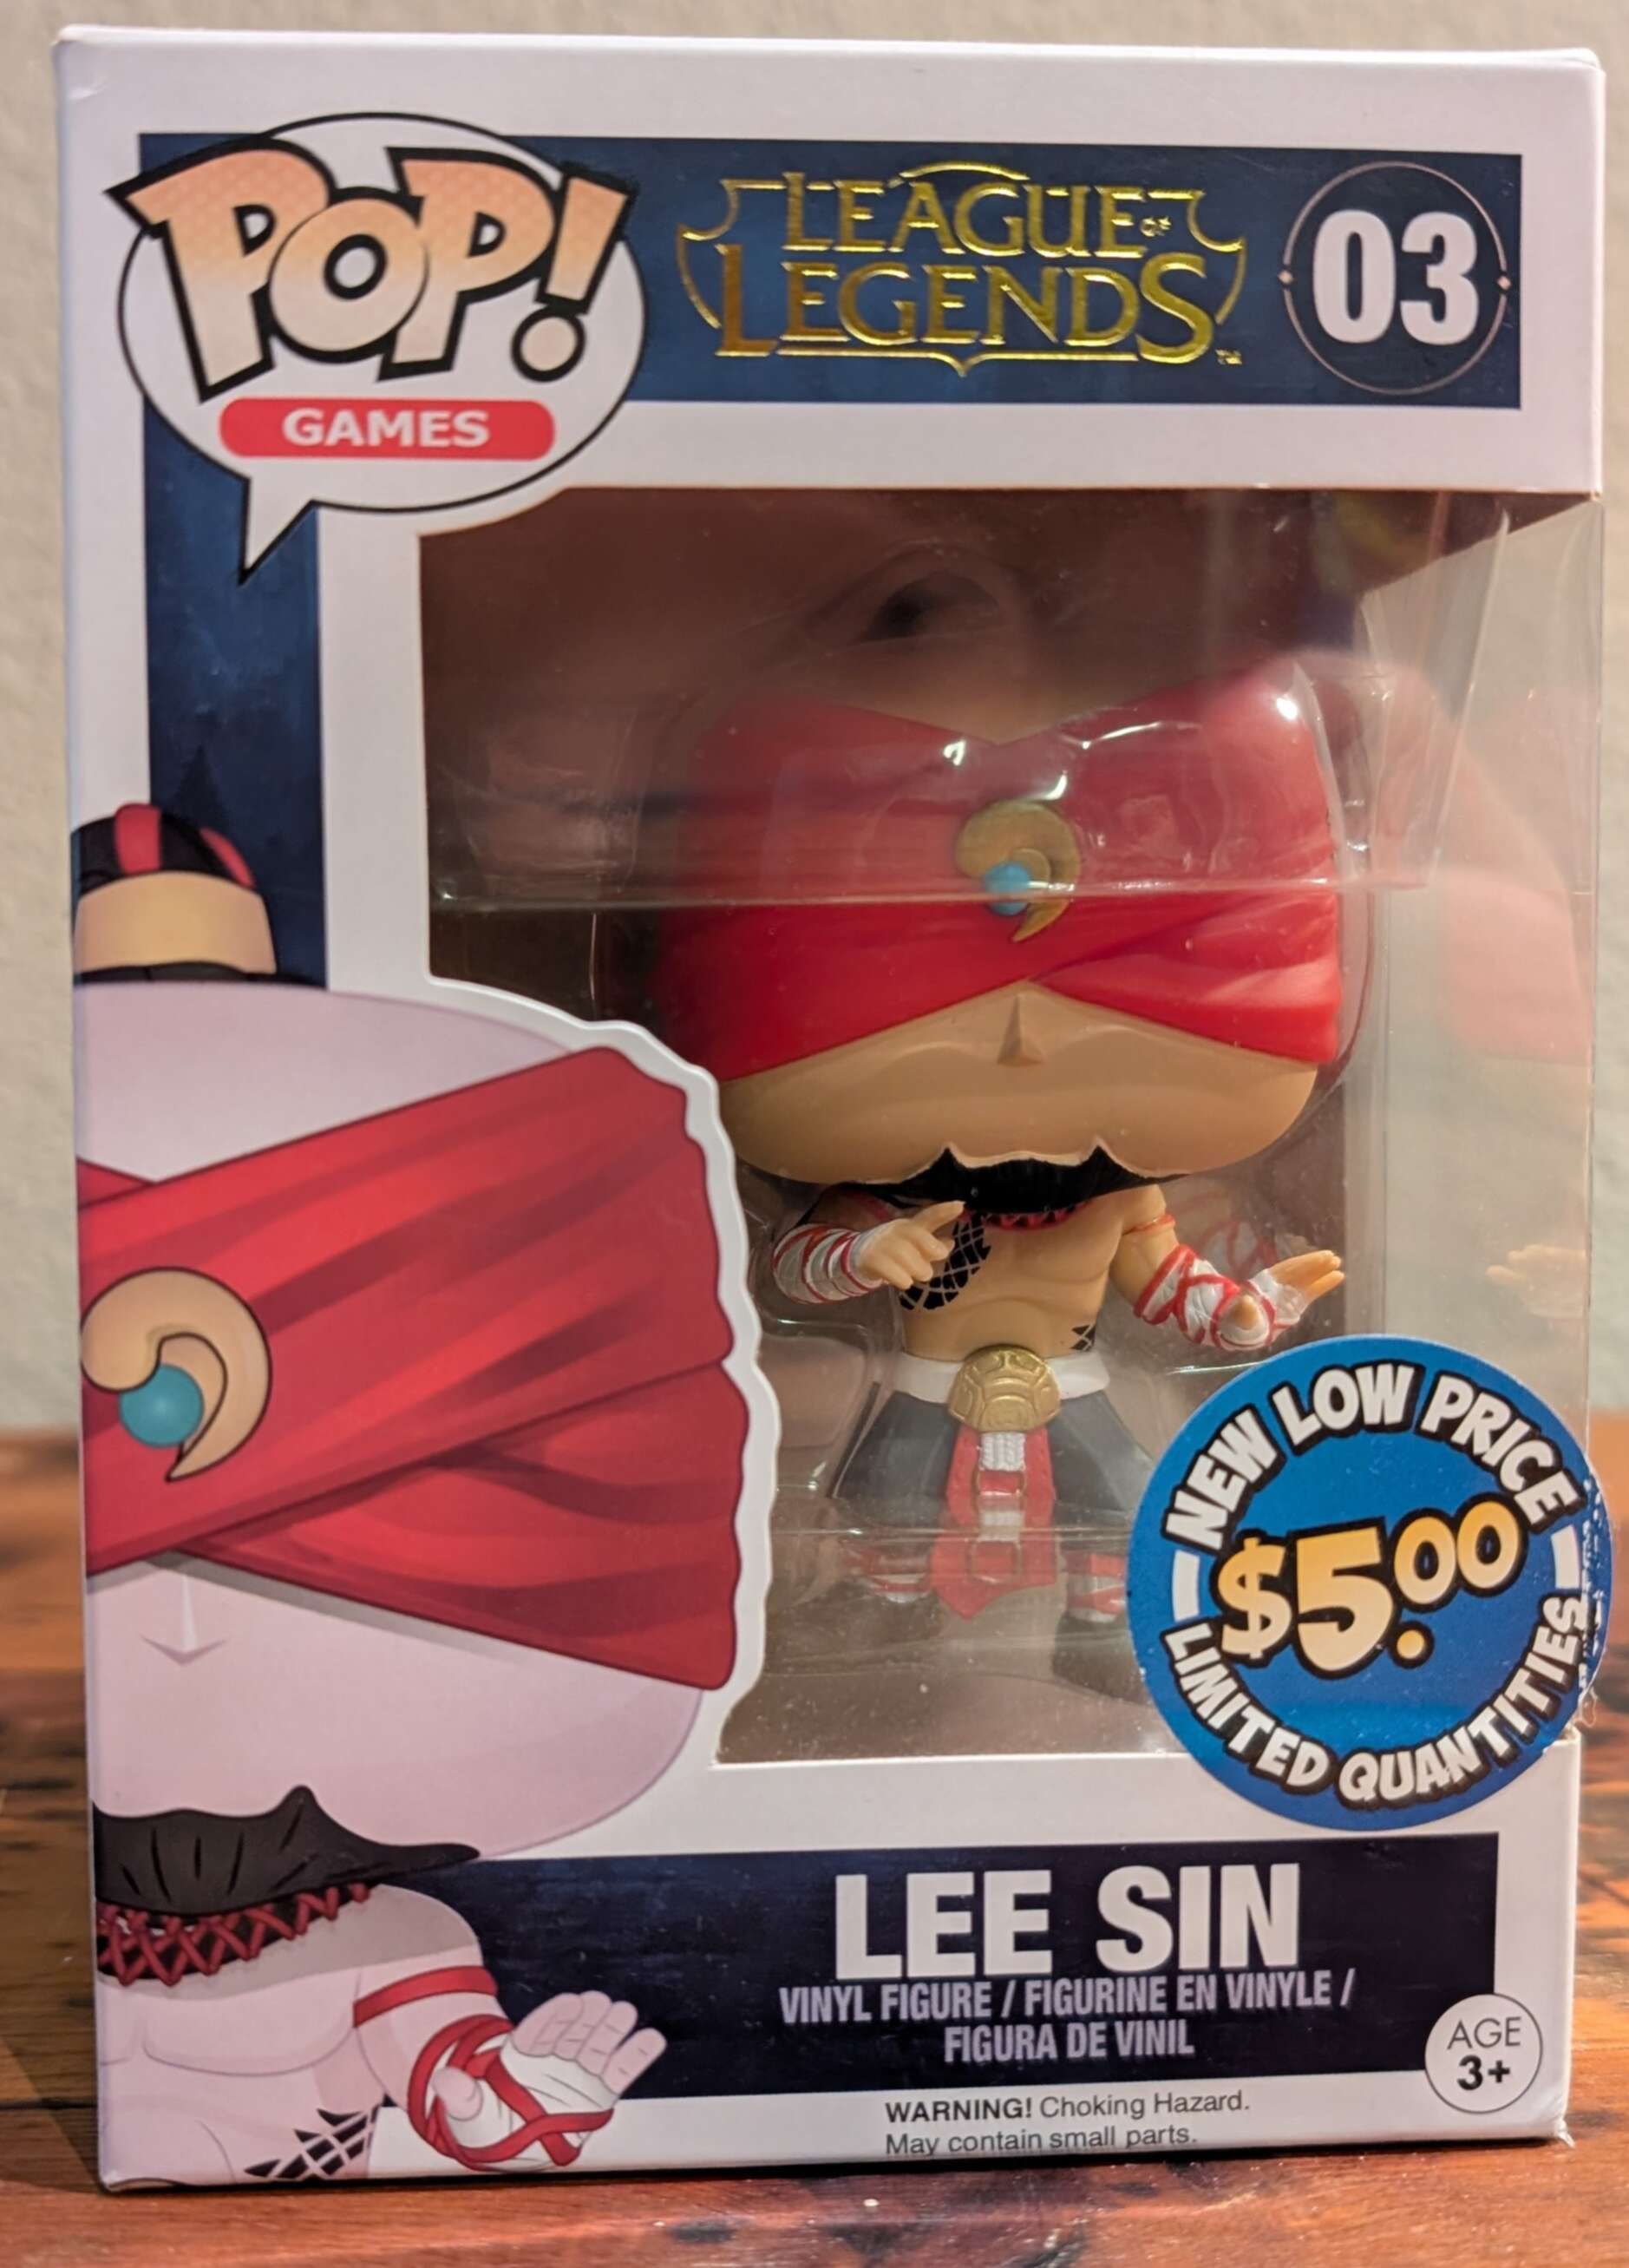 POP!
GAMES
LEAGUE OF
LEGENDS™
03
NEW LOW PRICE
$5.00
LIMITED QUANTITIES
LEE SIN
VINYL FIGURE / FIGURINE EN VINYLE /
FIGURA DE VINIL
AGE
3+
WARNING! Choking Hazard.
May contain small parts.